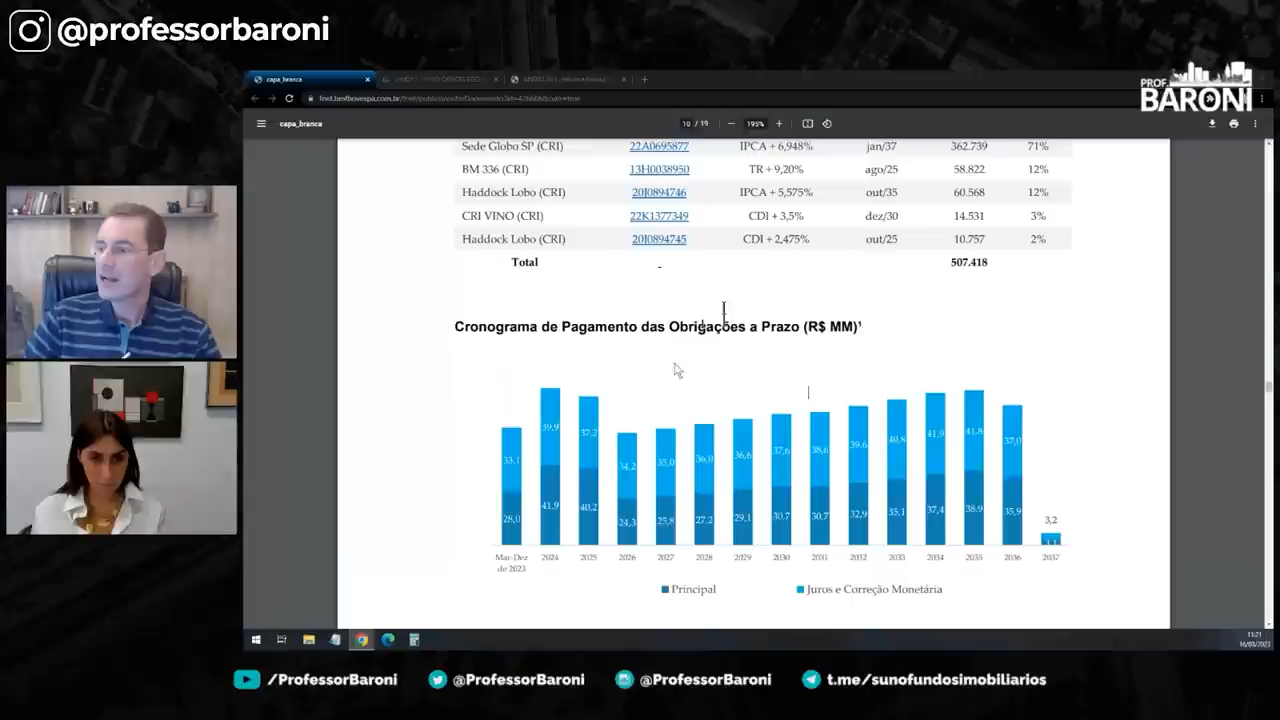 @professorbaroni
capa_branca
PROF.
BARONI
capa_branca
10 / 19
195%
Sede Globo SP (CRI) 22A0695877 IPCA + 6,948% jan/37 362.739 71%
BM 336 (CRI) 13H0038950 TR + 9,20% ago/25 58.822 12%
Haddock Lobo (CRI) 20J0894746 IPCA + 5,575% out/35 60.568 12%
CRI VINO (CRI) 22K1377349 CDI + 3,5% dez/30 14.531 3%
Haddock Lobo (CRI) 20J0894745 CDI + 2,475% out/25 10.757 2%
Total - 507.418
Cronograma de Pagamento das Obrigações a Prazo (R$ MM)¹
33,1 39,9 37,2 34,2 35,0 36,0 36,6 37,6 38,6 39,6 40,8 41,9 41,8 37,0 3,2
28,0 41,9 40,2 24,3 25,8 27,2 29,1 30,7 30,7 32,9 35,1 37,4 38,9 35,9 3,1
Mar-Dez de 2023 2024 2025 2026 2027 2028 2029 2030 2031 2032 2033 2034 2035 2036 2037
Principal Juros e Correção Monetária
11:21
16/03/2023
/ProfessorBaroni @ProfessorBaroni @ProfessorBaroni t.me/sunofundosimobiliarios